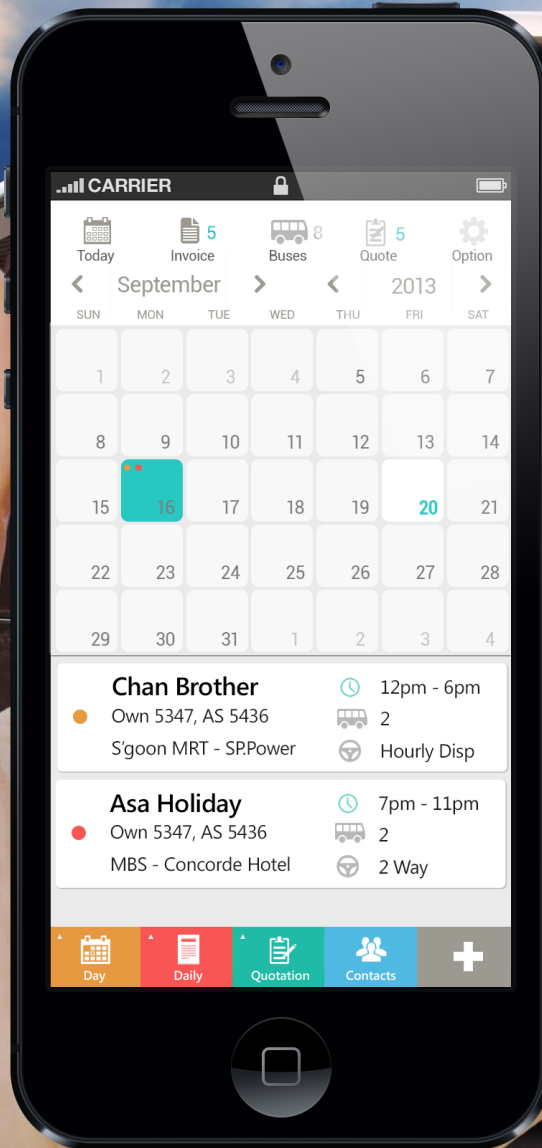 CARRIER
5 8 5
Today Invoice Buses Quote Option
September 2013
SUN MON TUE WED THU FRI SAT
1 2 3 4 5 6 7
8 9 10 11 12 13 14
15 16 17 18 19 20 21
22 23 24 25 26 27 28
29 30 31 1 2 3 4
Chan Brother 12pm - 6pm
Own 5347, AS 5436 2
S'goon MRT - SP.Power Hourly Disp
Asa Holiday 7pm - 11pm
Own 5347, AS 5436 2
MBS - Concorde Hotel 2 Way
Day Daily Quotation Contacts